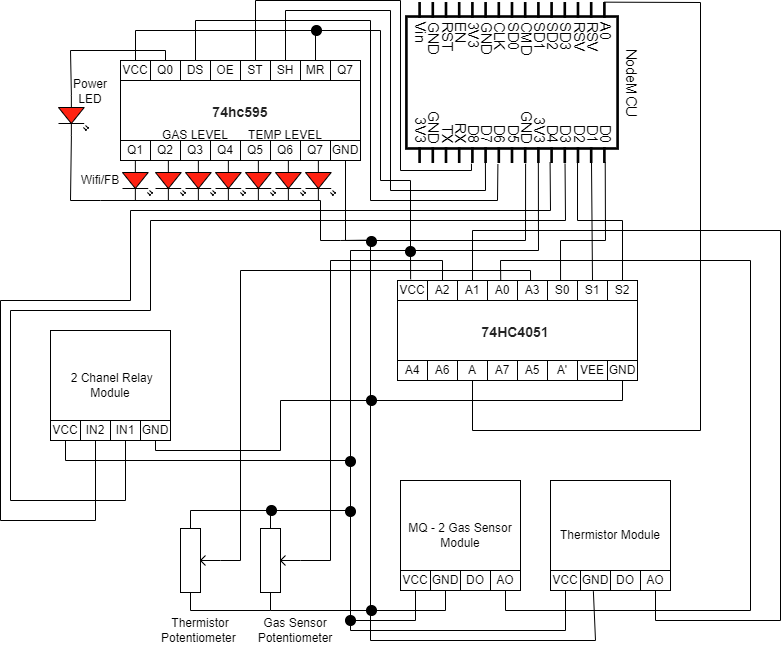 Vin GND RST EN 3V3 GND CLK SD0 CMD SD1 SD2 SD3 RSV RSV A0
NodeMCU
3V3 GND TX RX D8 D7 D6 D5 GND 3V3 D4 D3 D2 D1 D0
VCC Q0 DS OE ST SH MR Q7
Power
LED
74hc595
GAS LEVEL TEMP LEVEL
Q1 Q2 Q3 Q4 Q5 Q6 Q7 GND
Wifi/FB
VCC A2 A1 A0 A3 S0 S1 S2
74HC4051
A4 A6 A A7 A5 A' VEE GND
2 Chanel Relay
Module
VCC IN2 IN1 GND
MQ - 2 Gas Sensor
Module
VCC GND DO AO
Thermistor Module
VCC GND DO AO
Thermistor
Potentiometer
Gas Sensor
Potentiometer